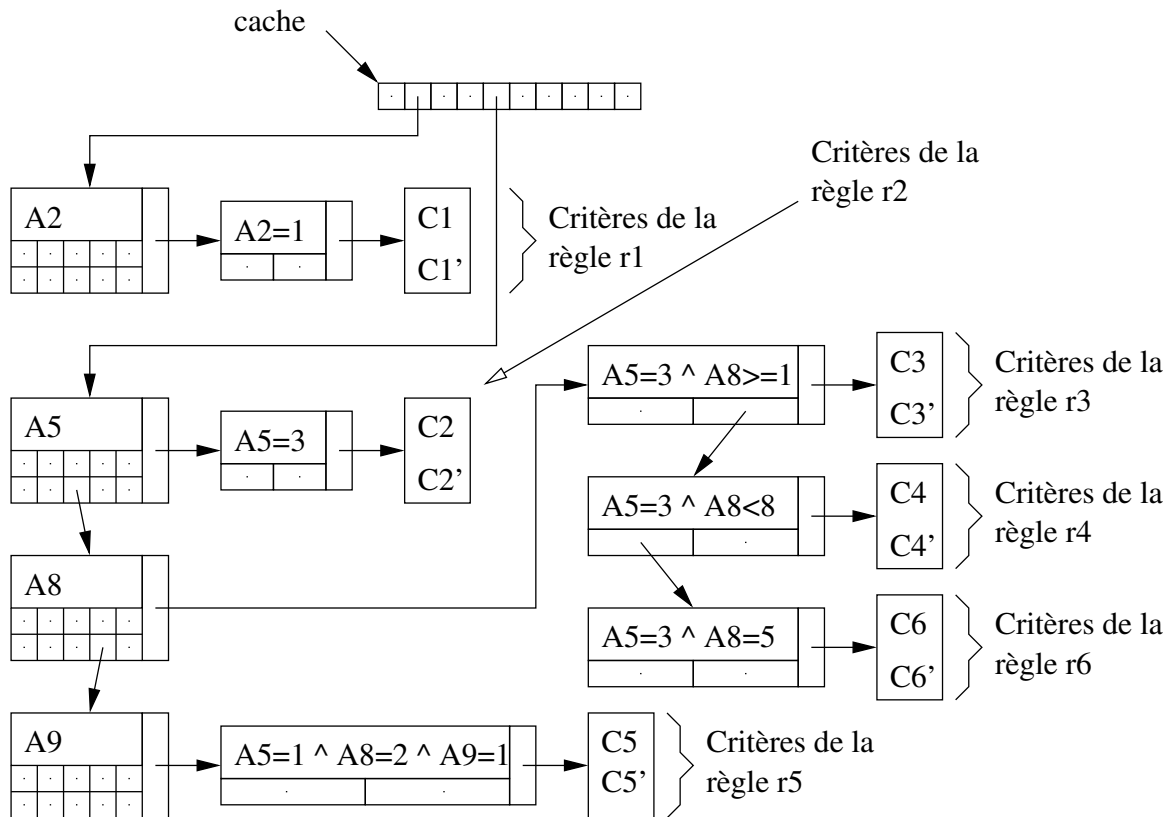 cache
Critères de la
règle r2
A2
A2=1
C1
C1’
Critères de la
règle r1
A5
A5=3
C2
C2’
A5=3 ^ A8>=1
C3
C3’
Critères de la
règle r3
A5=3 ^ A8<8
C4
C4’
Critères de la
règle r4
A8
A5=3 ^ A8=5
C6
C6’
Critères de la
règle r6
A9
A5=1 ^ A8=2 ^ A9=1
C5
C5’
Critères de la
règle r5